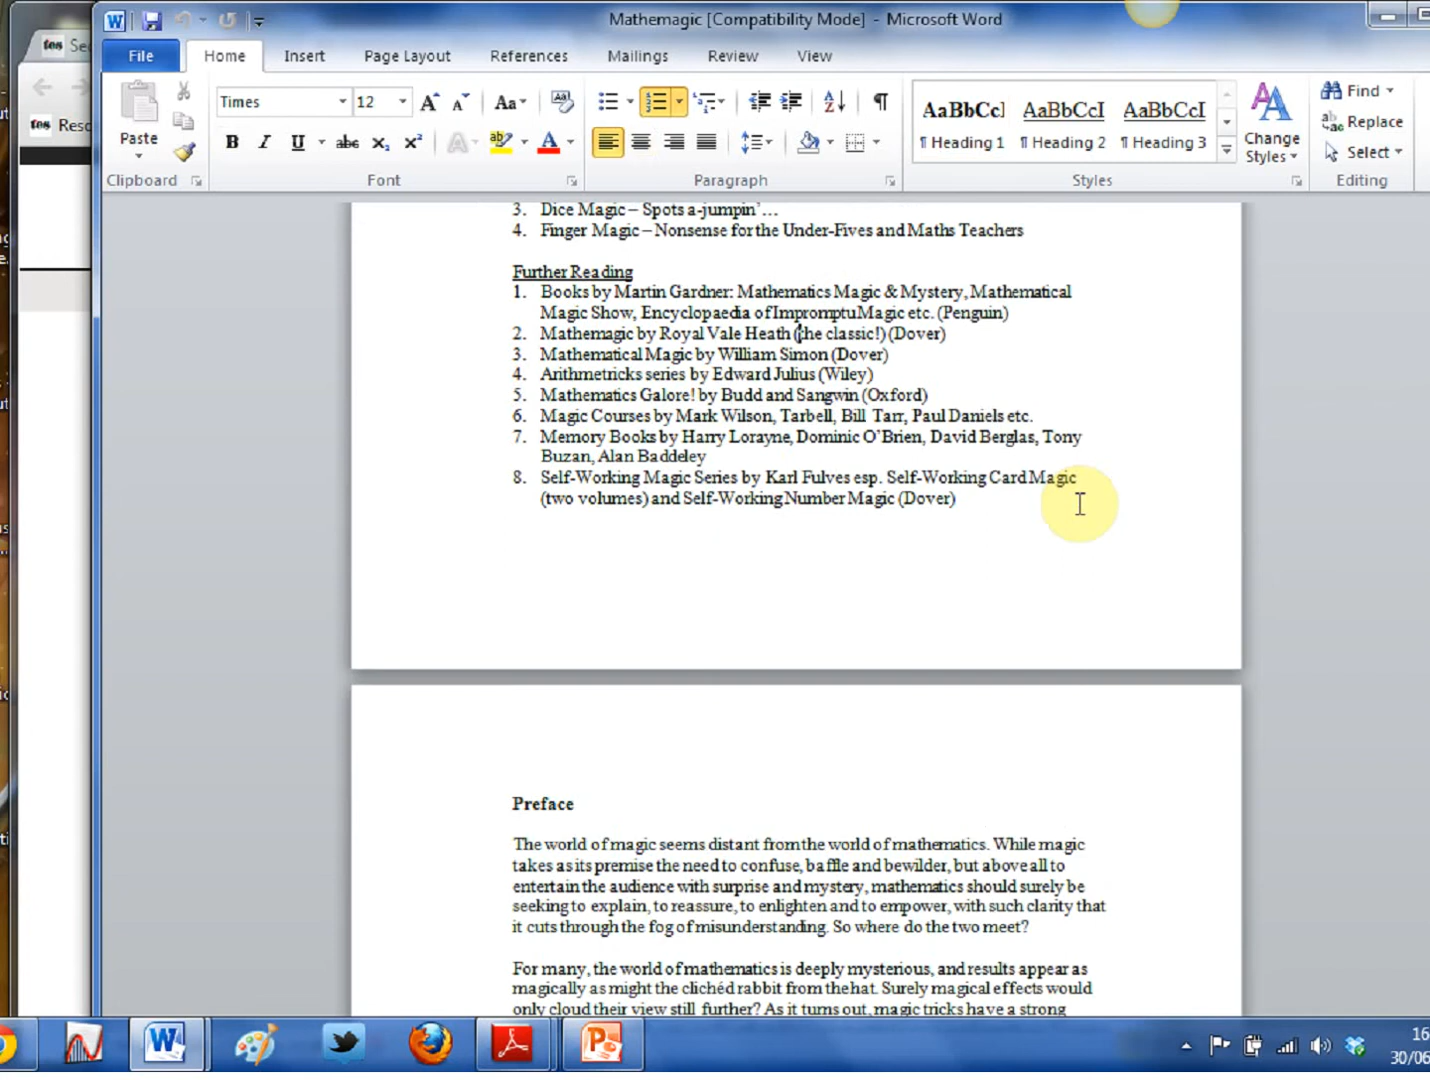 Mathemagic [Compatibility Mode] - Microsoft Word
tes Se
File Home Insert Page Layout References Mailings Review View
Times 12 Aa
AaBbCcI AaBbCcI AaBbCcI
Find
Replace
Select
Paste
Change Styles
B I U abc x₂ x² A
¶ Heading 1 ¶ Heading 2 ¶ Heading 3
Clipboard Font Paragraph Styles Editing
tes Reso
3. Dice Magic – Spots a-jumpin’…
4. Finger Magic – Nonsense for the Under-Fives and Maths Teachers
Further Reading
1. Books by Martin Gardner: Mathematics Magic & Mystery, Mathematical
Magic Show, Encyclopaedia of Impromptu Magic etc. (Penguin)
2. Mathemagic by Royal Vale Heath (the classic!) (Dover)
3. Mathematical Magic by William Simon (Dover)
4. Arithmetricks series by Edward Julius (Wiley)
5. Mathematics Galore! by Budd and Sangwin (Oxford)
6. Magic Courses by Mark Wilson, Tarbell, Bill Tarr, Paul Daniels etc.
7. Memory Books by Harry Lorayne, Dominic O’Brien, David Berglas, Tony
Buzan, Alan Baddeley
8. Self-Working Magic Series by Karl Fulves esp. Self-Working Card Magic
(two volumes) and Self-Working Number Magic (Dover)
Preface
The world of magic seems distant from the world of mathematics. While magic
takes as its premise the need to confuse, baffle and bewilder, but above all to
entertain the audience with surprise and mystery, mathematics should surely be
seeking to explain, to reassure, to enlighten and to empower, with such clarity that
it cuts through the fog of misunderstanding. So where do the two meet?
For many, the world of mathematics is deeply mysterious, and results appear as
magically as might the clichéd rabbit from the hat. Surely magical effects would
only cloud their view still further? As it turns out, magic tricks have a strong
16
30/06